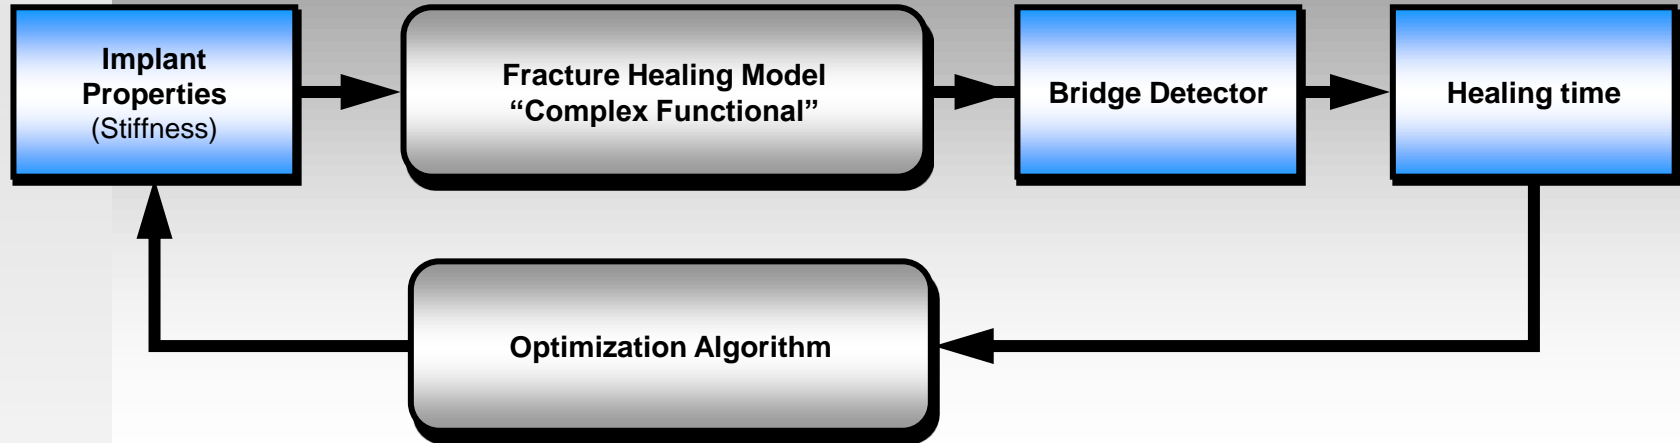 Implant
Properties
(Stiffness)
Fracture Healing Model
“Complex Functional”
Bridge Detector
Healing time
Optimization Algorithm